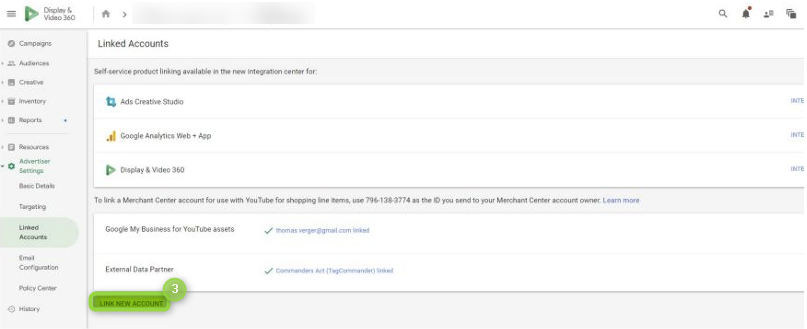 Display &
Video 360
Campaigns
Audiences
Creative
Inventory
Reports
Resources
Advertiser
Settings
Basic Details
Targeting
Linked
Accounts
Email
Configuration
Policy Center
History
Linked Accounts
Self-service product linking available in the new integration center for:
Ads Creative Studio
INTE
Google Analytics Web + App
INTE
Display & Video 360
INTE
To link a Merchant Center account for use with YouTube for shopping line items, use 796-138-3774 as the ID you send to your Merchant Center account owner. Learn more
Google My Business for YouTube assets
thomas verger@gmail.com linked
External Data Partner
Commanders Act (TagCommander) linked
3
LINK NEW ACCOUNT